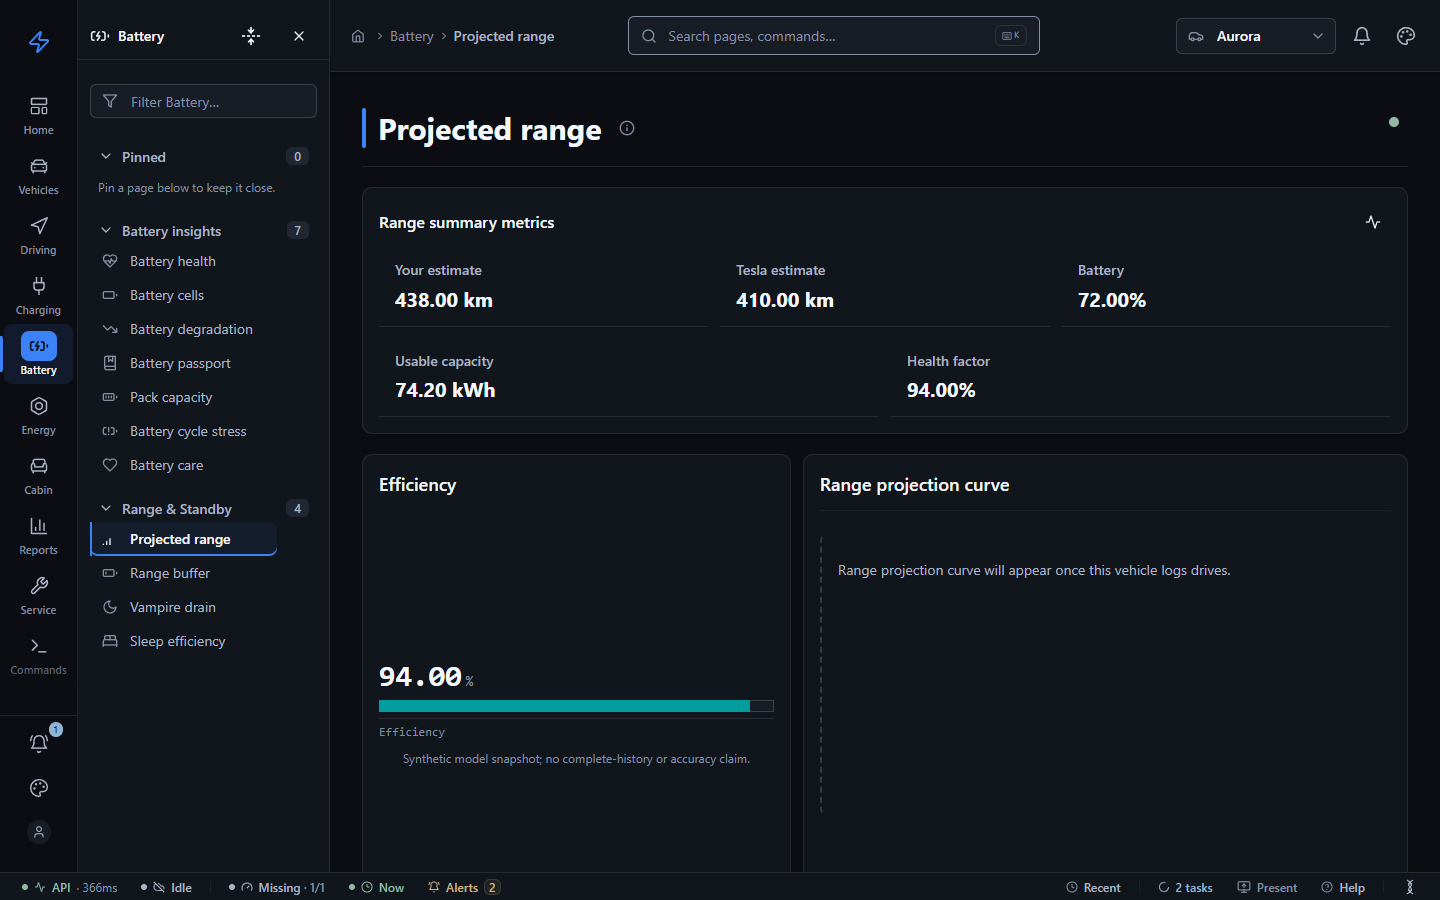 Battery
Battery
Projected range
Search pages, commands...
K
Aurora
Home
Vehicles
Driving
Charging
Battery
Energy
Cabin
Reports
Service
Commands
1
Filter Battery...
Pinned
0
Pin a page below to keep it close.
Battery insights
7
Battery health
Battery cells
Battery degradation
Battery passport
Pack capacity
Battery cycle stress
Battery care
Range & Standby
4
Projected range
Range buffer
Vampire drain
Sleep efficiency
Projected range
Range summary metrics
Your estimate
438.00 km
Tesla estimate
410.00 km
Battery
72.00%
Usable capacity
74.20 kWh
Health factor
94.00%
Efficiency
94.00 %
Efficiency
Synthetic model snapshot; no complete-history or accuracy claim.
Range projection curve
Range projection curve will appear once this vehicle logs drives.
API · 366ms
Idle
Missing · 1/1
Now
Alerts 2
Recent
2 tasks
Present
Help